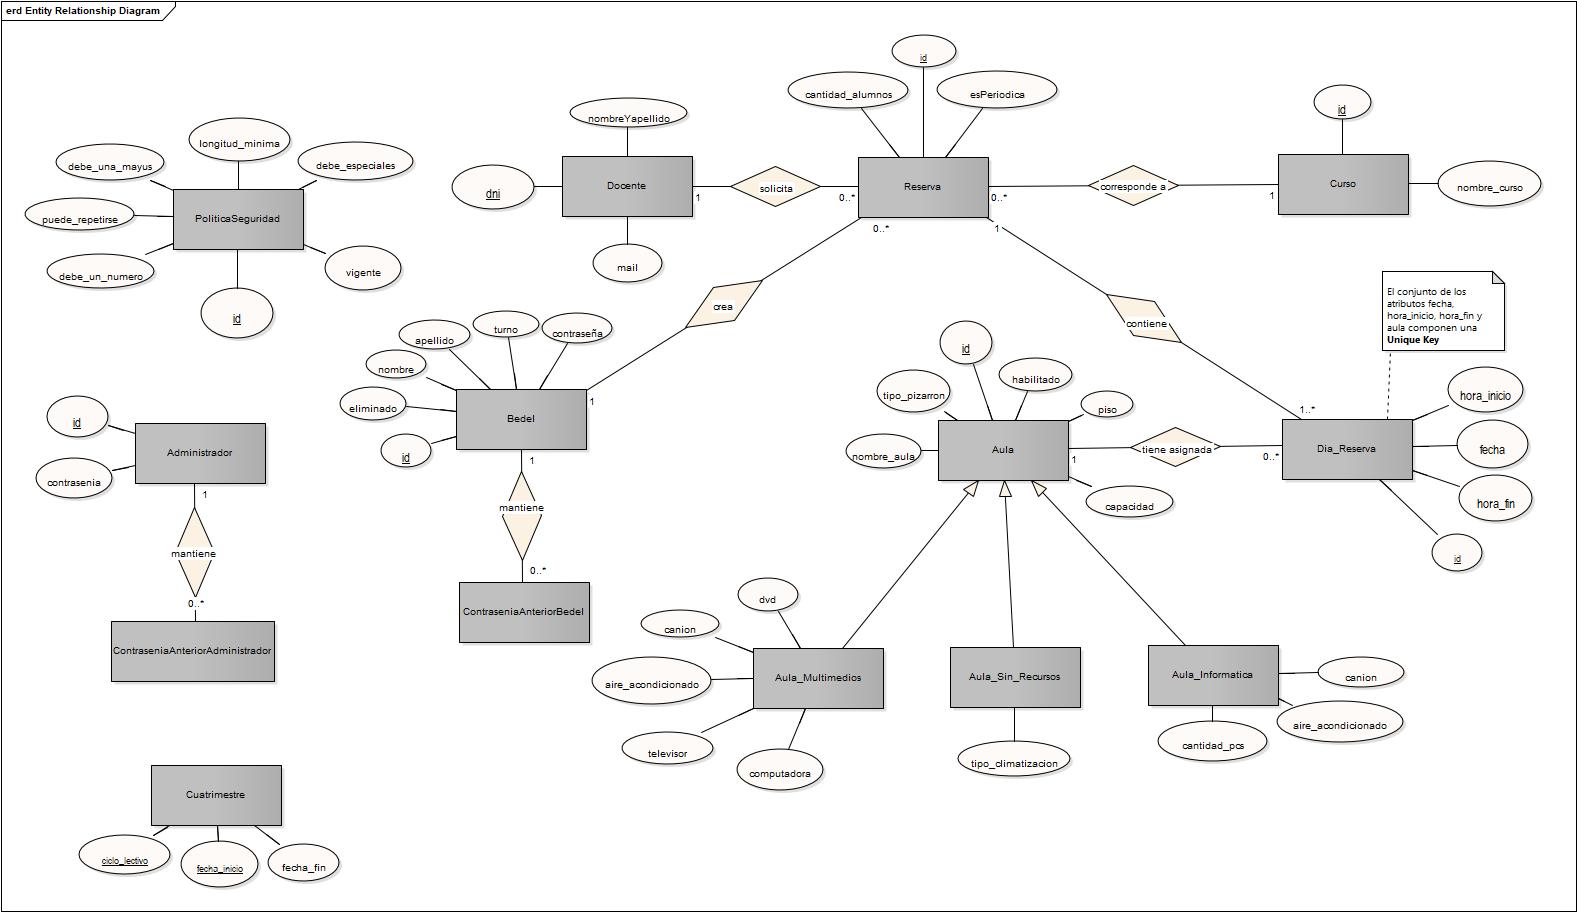 erd Entity Relationship Diagram
id
cantidad_alumnos
esPeriodica
id
nombreYapellido
longitud_minima
debe_una_mayus
debe_especiales
Docente
solicita
Reserva
corresponde a
Curso
nombre_curso
dni
1
0..*
0..*
1
puede_repetirse
PoliticaSeguridad
0..*
1
debe_un_numero
vigente
mail
id
El conjunto de los
atributos fecha,
hora_inicio, hora_fin y
aula componen una
Unique Key
crea
contiene
apellido
turno
contraseña
id
nombre
habilitado
tipo_pizarron
piso
hora_inicio
eliminado
1
1..*
Bedel
id
id
Administrador
nombre_aula
Aula
1
tiene asignada
0..*
Dia_Reserva
fecha
contrasenia
1
1
capacidad
hora_fin
mantiene
mantiene
id
0..*
0..*
ContraseniaAnteriorBedel
dvd
canion
ContraseniaAnteriorAdministrador
aire_acondicionado
Aula_Multimedios
Aula_Sin_Recursos
Aula_Informatica
canion
aire_acondicionado
televisor
computadora
tipo_climatizacion
cantidad_pcs
Cuatrimestre
ciclo_lectivo
fecha_inicio
fecha_fin